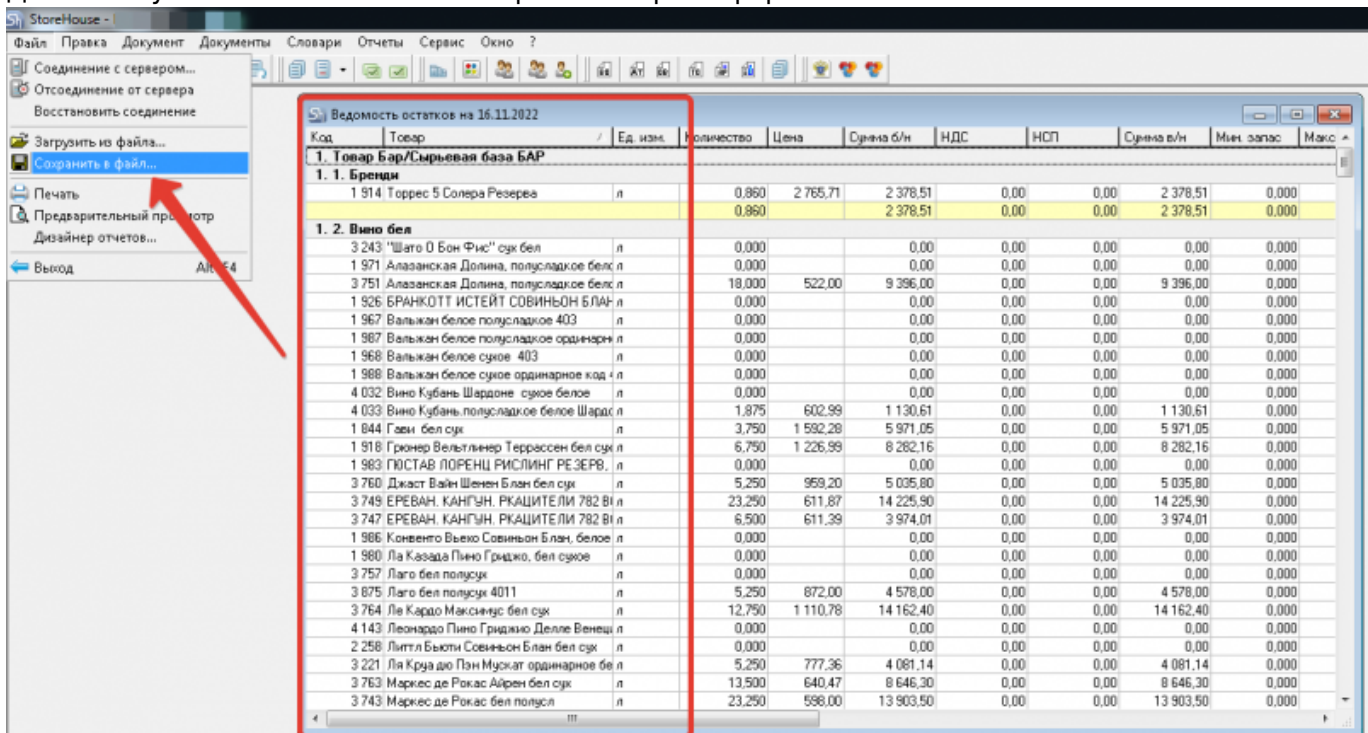 StoreHouse -
Файл Правка Документ Документы Словари Отчеты Сервис Окно ?
Соединение с сервером...
Отсоединение от сервера
Восстановить соединение
Загрузить из файла...
Сохранить в файл...
Печать
Предварительный просмотр
Дизайнер отчетов...
Выход
Ведомость остатков на 16.11.2022
Код Товар / Ед. изм. Количество Цена Сумма б/н НДС НСП Сумма в/н Мин. запас Макс
1. Товар Бар/Сырьевая база БАР
1. 1. Бренди
1 914 Торрес 5 Солера Резерва л 0,860 2 765,71 2 378,51 0,00 0,00 2 378,51 0,000
0,860 2 378,51 0,00 0,00 2 378,51 0,000
1. 2. Вино бел
3 243 "Шато О Бон Фис" сух бел л 0,000 0,00 0,00 0,00 0,00 0,000
1 971 Алазанская Долина, полусладкое бело л 0,000 0,00 0,00 0,00 0,00 0,000
3 751 Алазанская Долина, полусладкое бело л 18,000 522,00 9 396,00 0,00 0,00 9 396,00 0,000
1 926 БРАНКОТТ ИСТЕЙТ СОВИНЬОН БЛАН л 0,000 0,00 0,00 0,00 0,00 0,000
1 967 Вальжан белое полусладкое 403 л 0,000 0,00 0,00 0,00 0,00 0,000
1 987 Вальжан белое полусладкое ординарн л 0,000 0,00 0,00 0,00 0,00 0,000
1 968 Вальжан белое сухое 403 л 0,000 0,00 0,00 0,00 0,00 0,000
1 988 Вальжан белое сухое ординарное код л 0,000 0,00 0,00 0,00 0,00 0,000
4 032 Вино Кубань Шардоне сухое белое л 0,000 0,00 0,00 0,00 0,00 0,000
4 033 Вино Кубань полусладкое белое Шардо л 1,875 602,99 1 130,61 0,00 0,00 1 130,61 0,000
1 844 Гави бел сух л 3,750 1 592,28 5 971,05 0,00 0,00 5 971,05 0,000
1 918 Грюнер Вельтлинер Террассен бел сух л 6,750 1 226,99 8 282,16 0,00 0,00 8 282,16 0,000
1 983 ГЮСТАВ ЛОРЕНЦ РИСЛИНГ РЕЗЕРВ, л 0,000 0,00 0,00 0,00 0,00 0,000
3 760 Джаст Вайн Шенен Блан бел сух л 5,250 959,20 5 035,80 0,00 0,00 5 035,80 0,000
3 749 ЕРЕВАН. КАНГУН. РКАЦИТЕЛИ 782 ВИ л 23,250 611,87 14 225,90 0,00 0,00 14 225,90 0,000
3 747 ЕРЕВАН. КАНГУН. РКАЦИТЕЛИ 782 ВИ л 6,500 611,39 3 974,01 0,00 0,00 3 974,01 0,000
1 986 Конвенто Вьехо Совиньон Блан, белое л 0,000 0,00 0,00 0,00 0,00 0,000
1 980 Ла Казада Пино Гриджо, бел сухое л 0,000 0,00 0,00 0,00 0,00 0,000
3 757 Лаго бел полусух л 0,000 0,00 0,00 0,00 0,00 0,000
3 875 Лаго бел полусух 4011 л 5,250 872,00 4 578,00 0,00 0,00 4 578,00 0,000
3 764 Ле Кардо Максимус бел сух л 12,750 1 110,78 14 162,40 0,00 0,00 14 162,40 0,000
4 143 Леонардо Пино Гриджио Делле Венеци л 0,000 0,00 0,00 0,00 0,00 0,000
2 258 Литтл Бьюти Совиньон Блан бел сух л 0,000 0,00 0,00 0,00 0,00 0,000
3 221 Ля Круа дю Пэн Мускат ординарное бе л 5,250 777,36 4 081,14 0,00 0,00 4 081,14 0,000
3 763 Маркес де Рокас Айрен бел сух л 13,500 640,47 8 646,30 0,00 0,00 8 646,30 0,000
3 743 Маркес де Рокас бел полусл л 23,250 598,00 13 903,50 0,00 0,00 13 903,50 0,000